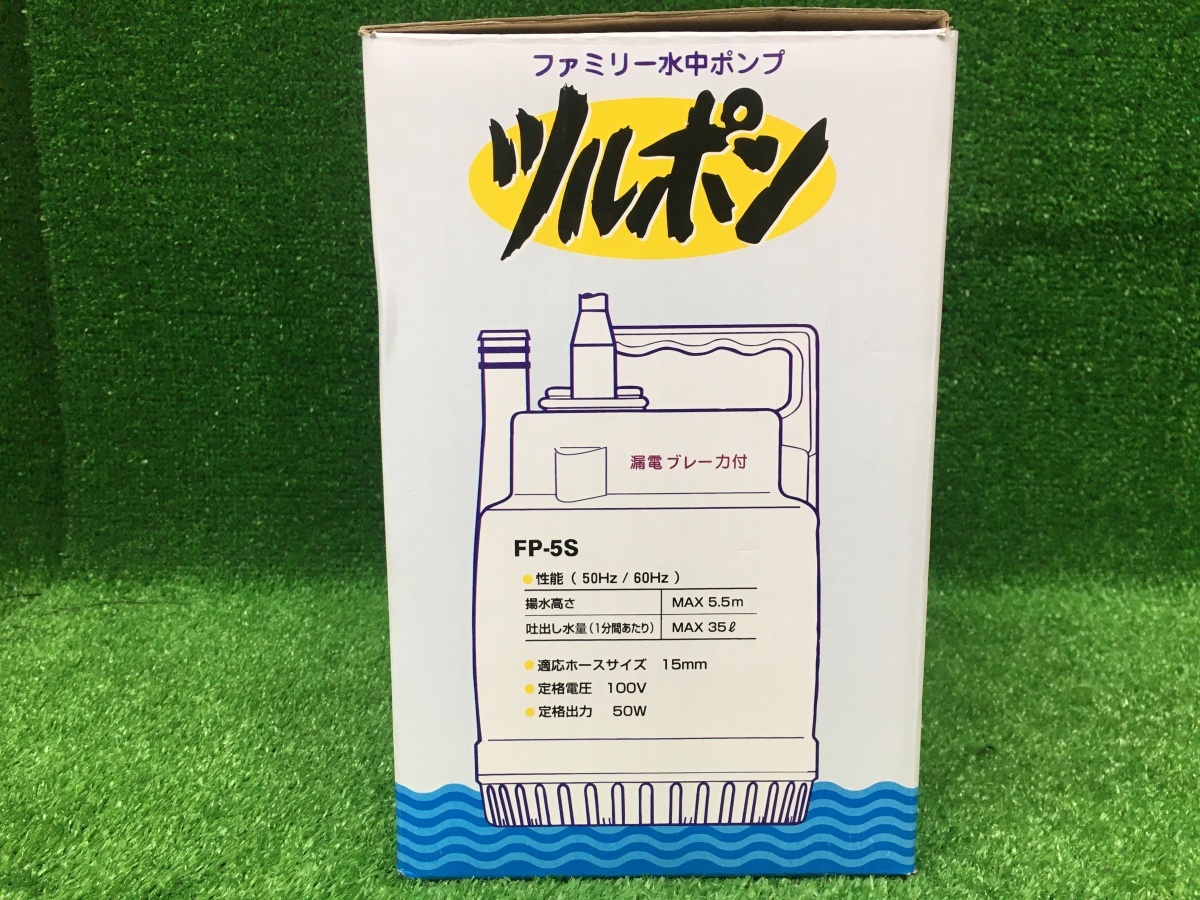 ファミリー水中ポンプ
ツルポン
漏電ブレーカ付
FP-5S
●性能（50Hz/60Hz）
揚水高さ MAX 5.5m
吐出し水量(1分間あたり) MAX 35ℓ
●適応ホースサイズ 15mm
●定格電圧 100V
●定格出力 50W